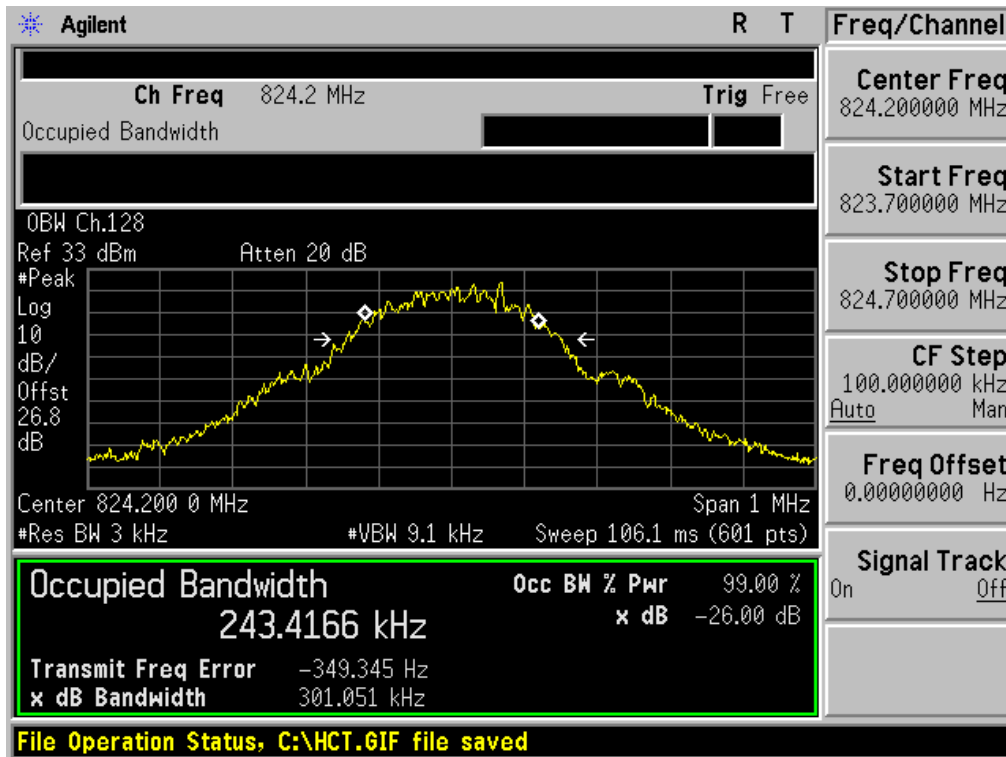 Agilent R T
Ch Freq 824.2 MHz Trig Free
Occupied Bandwidth
OBW Ch.128
Ref 33 dBm Atten 20 dB
#Peak
Log
10
dB/
Offst
26.8
dB
Center 824.200 0 MHz Span 1 MHz
#Res BW 3 kHz #VBW 9.1 kHz Sweep 106.1 ms (601 pts)
Occupied Bandwidth Occ BW % Pwr 99.00 %
243.4166 kHz x dB -26.00 dB
Transmit Freq Error -349.345 Hz
x dB Bandwidth 301.051 kHz
File Operation Status, C:\HCT.GIF file saved
Freq/Channel
Center Freq
824.200000 MHz
Start Freq
823.700000 MHz
Stop Freq
824.700000 MHz
CF Step
100.000000 kHz
Auto Man
Freq Offset
0.00000000 Hz
Signal Track
On Off